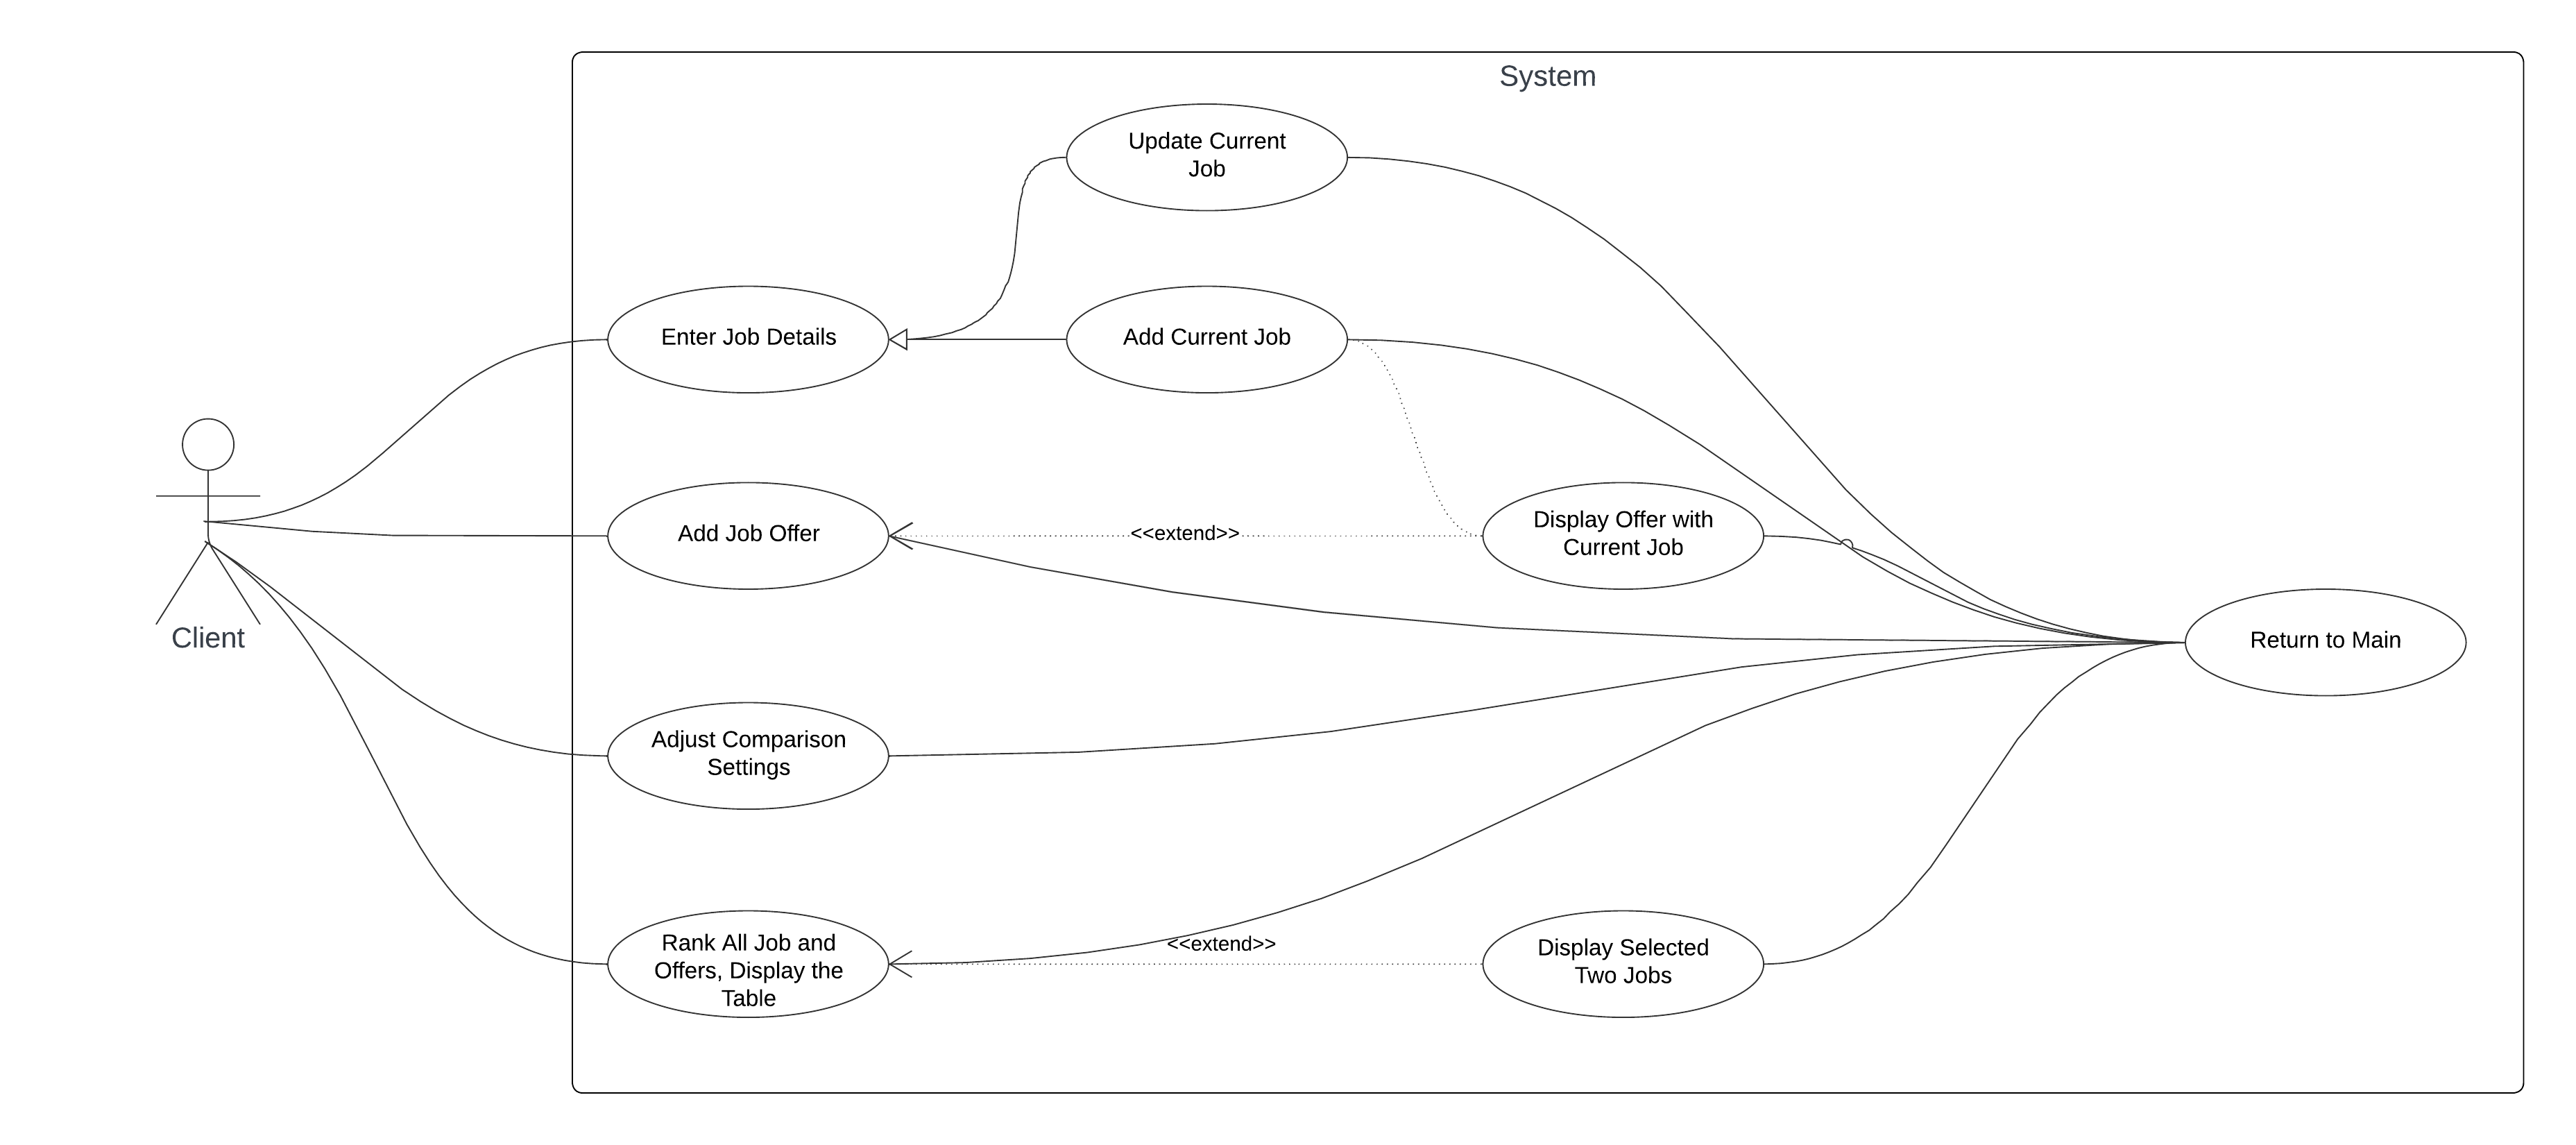 System
Update Current
Job
Enter Job Details
Add Current Job
Add Job Offer
<<extend>>
Display Offer with
Current Job
Client
Return to Main
Adjust Comparison
Settings
Rank All Job and
Offers, Display the
Table
<<extend>>
Display Selected
Two Jobs